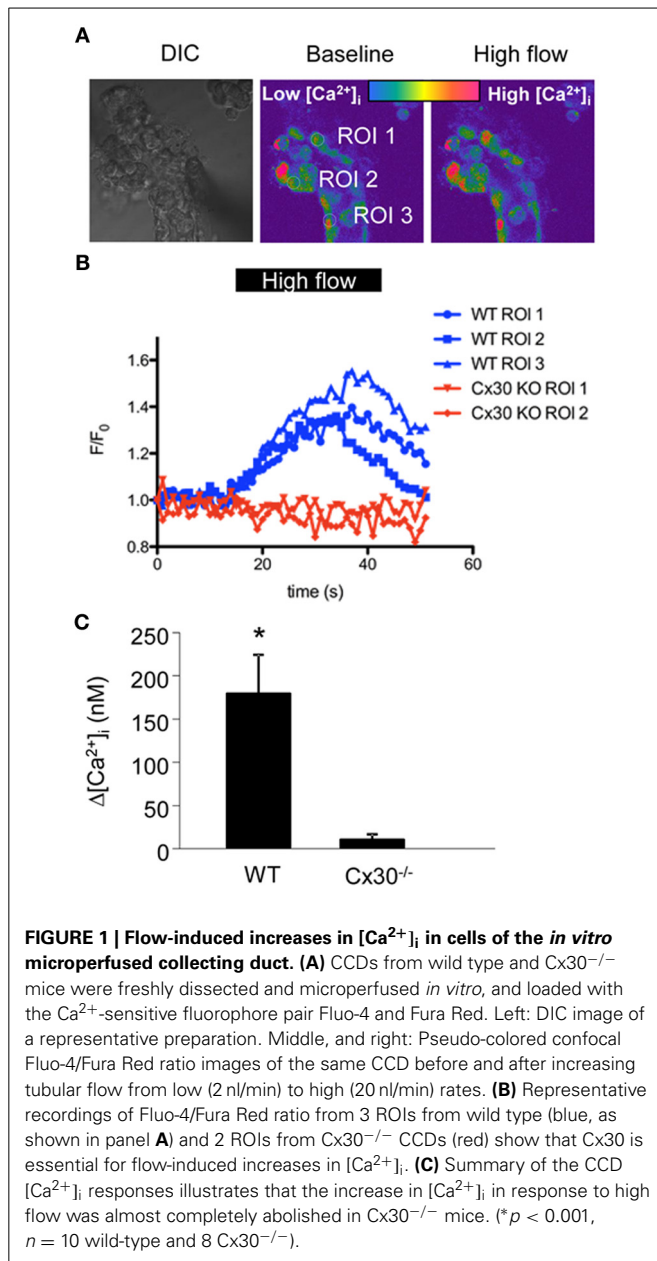 A
DIC
Baseline
High flow
Low [Ca²⁺]ᵢ
High [Ca²⁺]ᵢ
ROI 1
ROI 2
ROI 3
B
High flow
WT ROI 1
WT ROI 2
WT ROI 3
Cx30 KO ROI 1
Cx30 KO ROI 2
1.6
1.4
1.2
1.0
0.8
F/F₀
0
20
40
60
time (s)
C
250
200
150
100
50
0
Δ[Ca²⁺]ᵢ (nM)
*
WT
Cx30⁻/⁻
FIGURE 1 | Flow-induced increases in [Ca²⁺]ᵢ in cells of the in vitro
microperfused collecting duct. (A) CCDs from wild type and Cx30⁻/⁻
mice were freshly dissected and microperfused in vitro, and loaded with
the Ca²⁺-sensitive fluorophore pair Fluo-4 and Fura Red. Left: DIC image of
a representative preparation. Middle, and right: Pseudo-colored confocal
Fluo-4/Fura Red ratio images of the same CCD before and after increasing
tubular flow from low (2 nl/min) to high (20 nl/min) rates. (B) Representative
recordings of Fluo-4/Fura Red ratio from 3 ROIs from wild type (blue, as
shown in panel A) and 2 ROIs from Cx30⁻/⁻ CCDs (red) show that Cx30 is
essential for flow-induced increases in [Ca²⁺]ᵢ. (C) Summary of the CCD
[Ca²⁺]ᵢ responses illustrates that the increase in [Ca²⁺]ᵢ in response to high
flow was almost completely abolished in Cx30⁻/⁻ mice. (*p < 0.001,
n = 10 wild-type and 8 Cx30⁻/⁻).